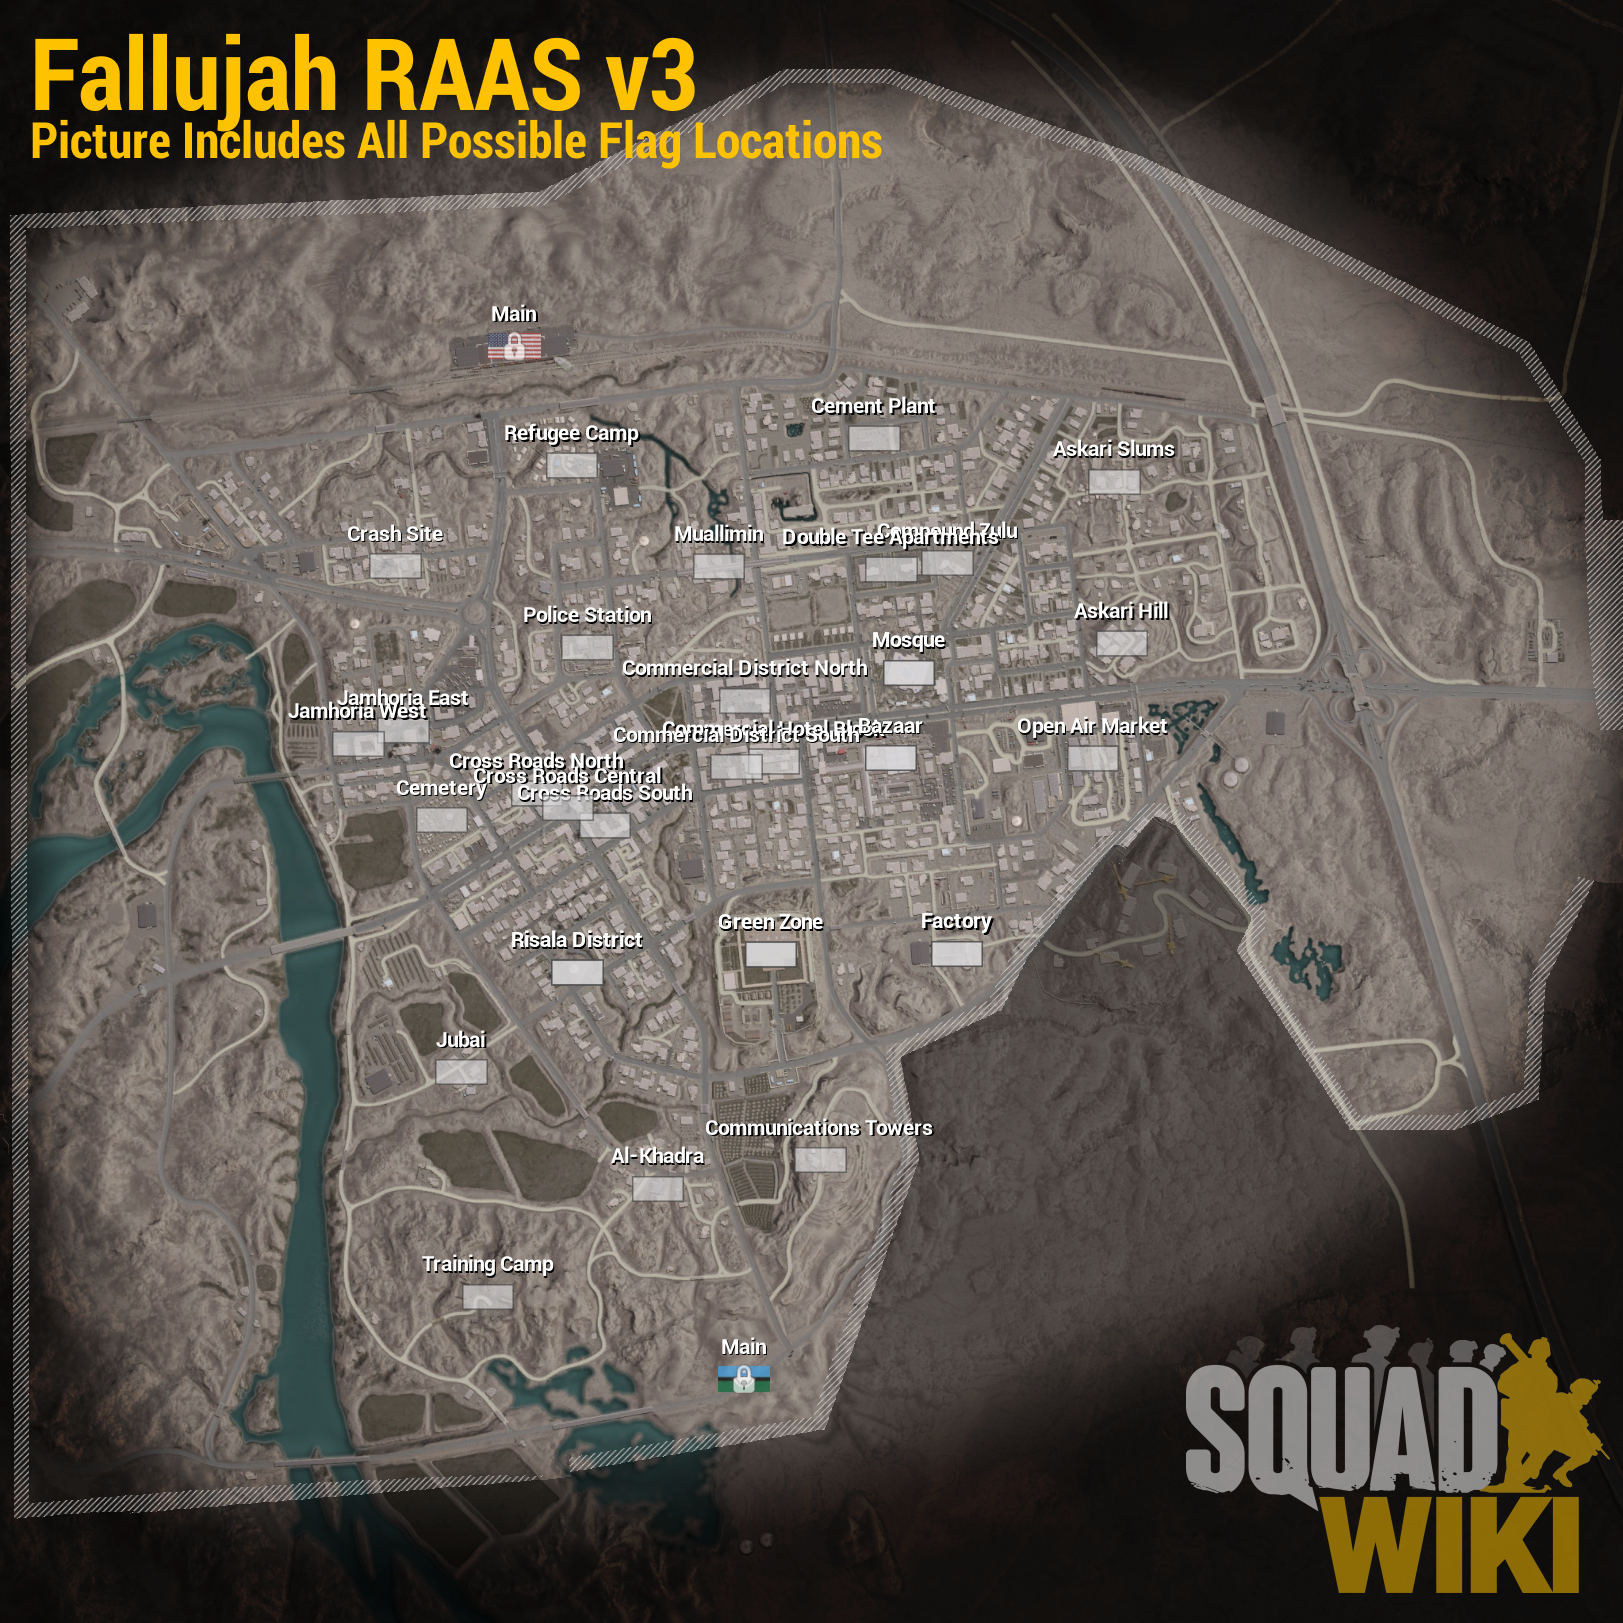 Fallujah RAAS v3
Picture Includes All Possible Flag Locations
Main
Cement Plant
Refugee Camp
Askari Slums
Crash Site
Muallimin
Double Tee Apartments
Compound Zulu
Police Station
Askari Hill
Mosque
Commercial District North
Jamhoria East
Jamhoria West
Commercial Hotel
Bazaar
Open Air Market
Commercial District South
Cross Roads North
Cross Roads Central
Cemetery
Cross Roads South
Green Zone
Factory
Risala District
Jubai
Communications Towers
Al-Khadra
Training Camp
Main
SQUAD
WIKI